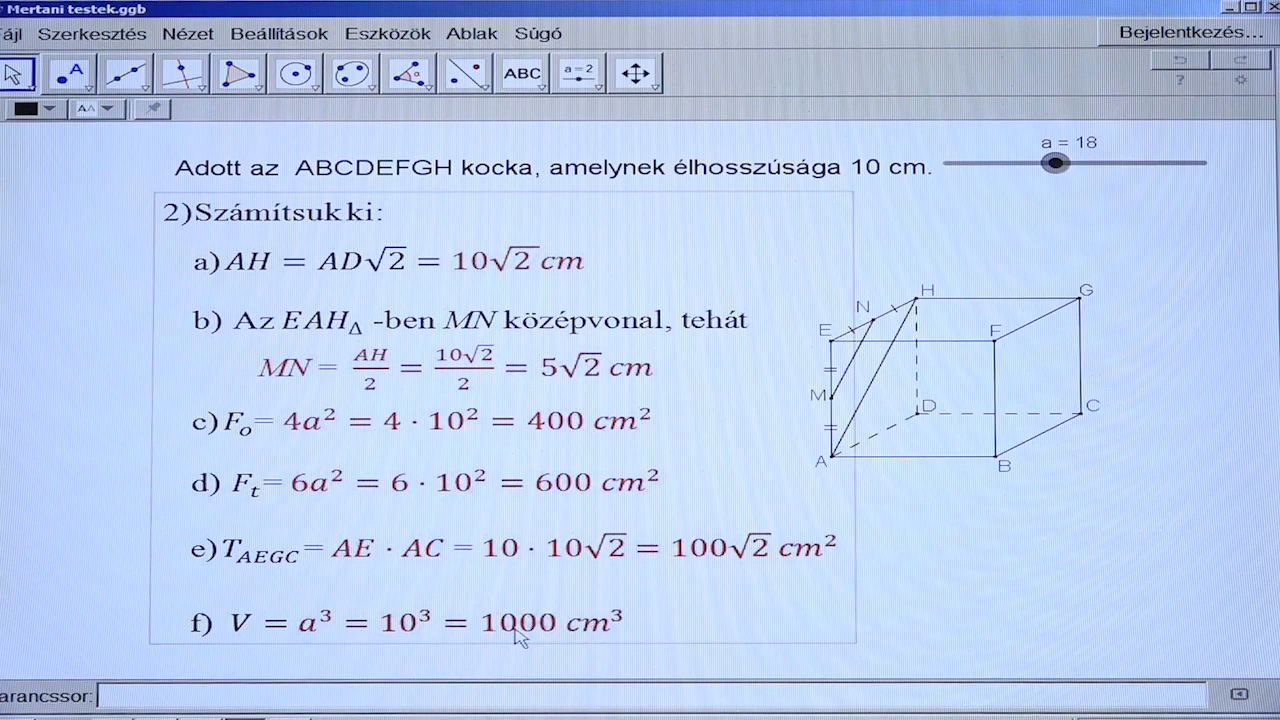 Mertani testek.ggb
Fájl Szerkesztés Nézet Beállítások Eszközök Ablak Súgó
Bejelentkezés...
A ABC a=2
AA
?
a = 18
Adott az ABCDEFGH kocka, amelynek élhosszúsága 10 cm.
2)Számítsuk ki:
a) AH = AD√2 = 10√2 cm
b) Az EAH△ -ben MN középvonal, tehát
MN = AH/2 = 10√2/2 = 5√2 cm
c) Fₒ= 4a² = 4 · 10² = 400 cm²
d) Fₜ= 6a² = 6 · 10² = 600 cm²
e) T_AEGC = AE · AC = 10 · 10√2 = 100√2 cm²
f) V = a³ = 10³ = 1000 cm³
H G
N
E F
M
D C
A B
arancssor: